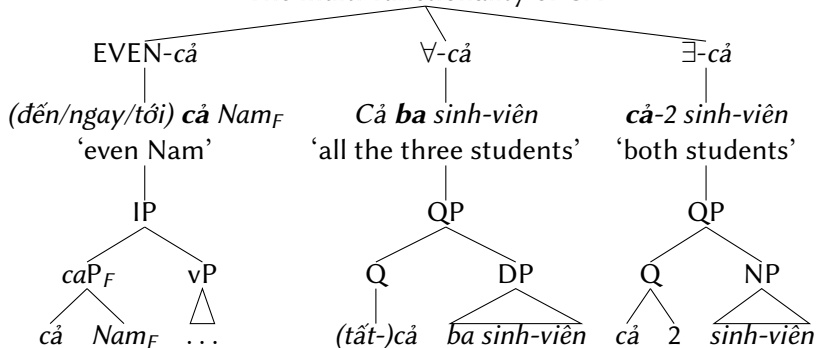 EVEN-cả ∀-cả ∃-cả
(đến/ngay/tới) cả Nam_F Cả ba sinh-viên cả-2 sinh-viên
‘even Nam’ ‘all the three students’ ‘both students’
IP QP QP
caP_F vP Q DP Q NP
cả Nam_F ... (tất-)cả ba sinh-viên cả 2 sinh-viên